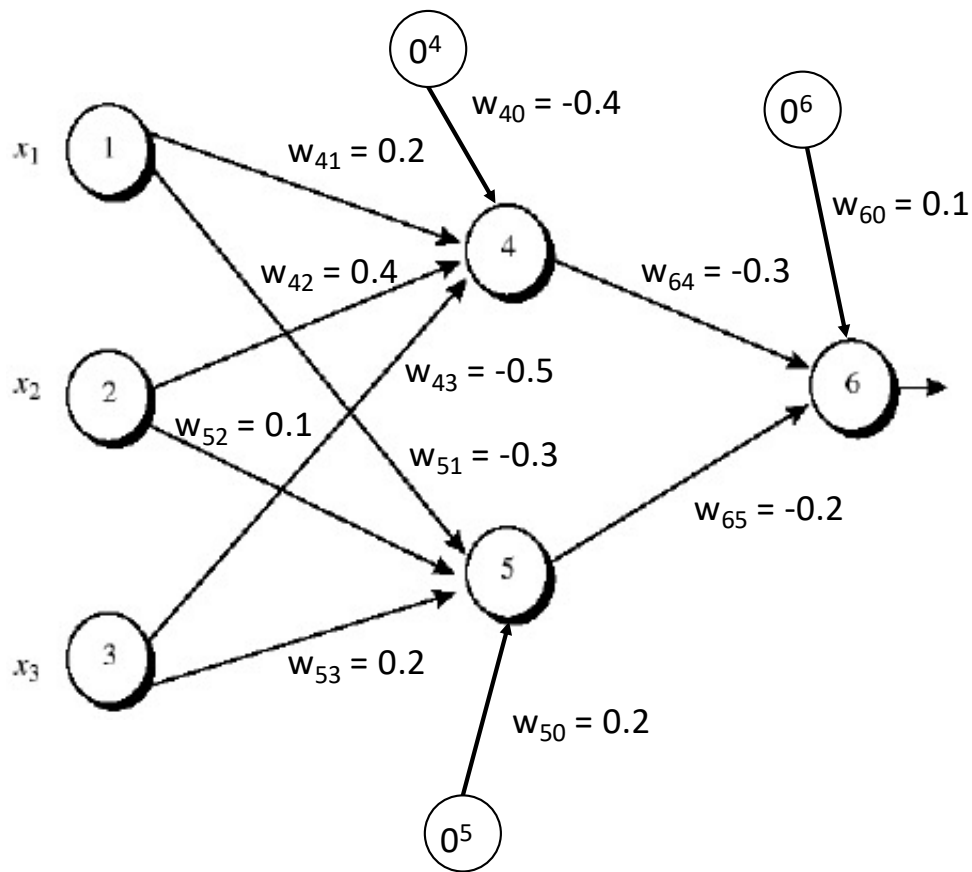 0⁴
w₄₀ = -0.4
0⁶
x₁
1
w₄₁ = 0.2
w₆₀ = 0.1
4
w₄₂ = 0.4
w₆₄ = -0.3
x₂
2
w₄₃ = -0.5
6
w₅₂ = 0.1
w₅₁ = -0.3
w₆₅ = -0.2
5
x₃
3
w₅₃ = 0.2
w₅₀ = 0.2
0⁵